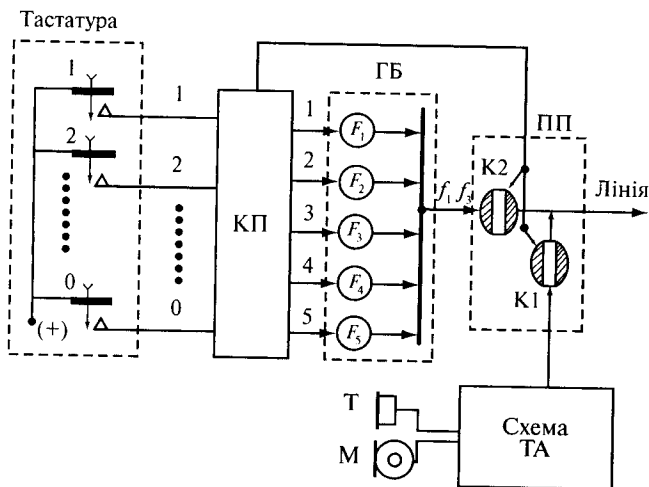 Тастатура
ГБ
ПП
1
1
1
F₁
2
2
2
F₂
К2
Лінія
3
F₃
f₁ f₃
КП
4
F₄
К1
0
0
5
F₅
(+)
Т
М
Схема
ТА